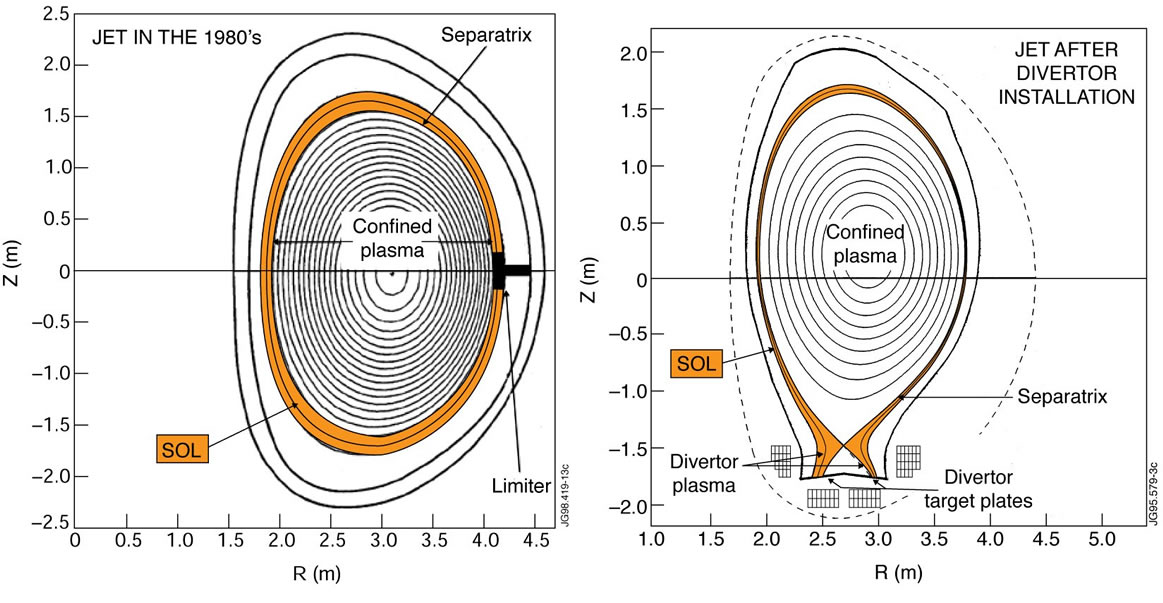 JET IN THE 1980's
Separatrix
Confined
plasma
SOL
Limiter
Z (m)
2.5
2.0
1.5
1.0
0.5
0
–0.5
–1.0
–1.5
–2.0
–2.5
0
0.5
1.0
1.5
2.0
2.5
3.0
3.5
4.0
4.5
R (m)
JG98.419-13c
JET AFTER
DIVERTOR
INSTALLATION
Confined
plasma
SOL
Separatrix
Divertor
plasma
Divertor
target plates
Z (m)
2.0
1.5
1.0
0.5
0
–0.5
–1.0
–1.5
–2.0
1.0
1.5
2.0
2.5
3.0
3.5
4.0
4.5
5.0
R (m)
JG95.579-3c